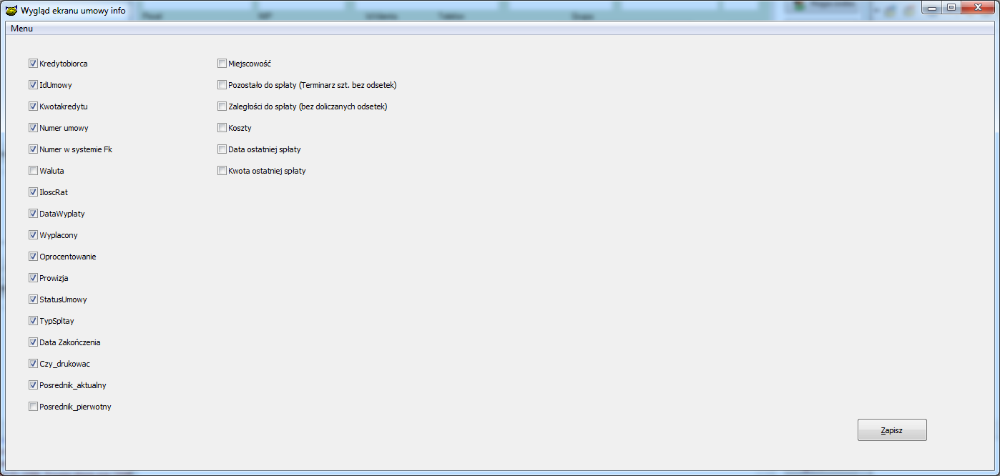 Wygląd ekranu umowy info
Menu
Kredytobiorca
IdUmowy
Kwotakredytu
Numer umowy
Numer w systemie Fk
Waluta
IloscRat
DataWyplaty
Wyplacony
Oprocentowanie
Prowizja
StatusUmowy
TypSpltay
Data Zakończenia
Czy_drukowac
Posrednik_aktualny
Posrednik_pierwotny
Miejscowość
Pozostało do spłaty (Terminarz szt. bez odsetek)
Zaległości do spłaty (bez doliczanych odsetek)
Koszty
Data ostatniej spłaty
Kwota ostatniej spłaty
Zapisz